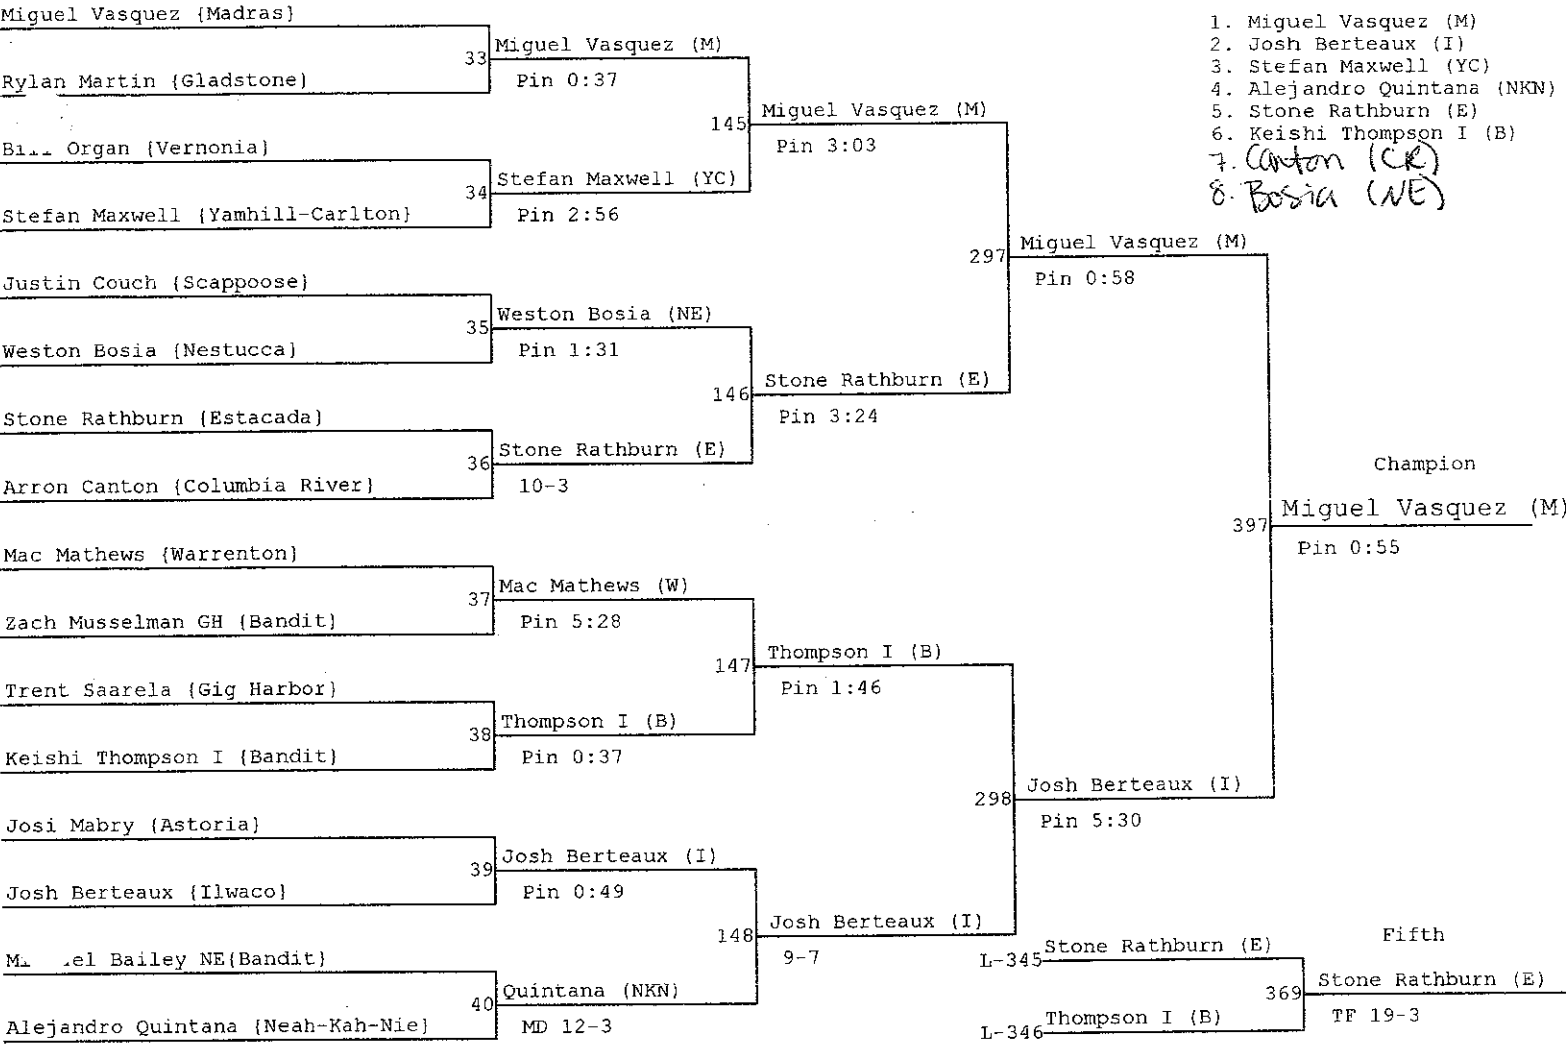 Miguel Vasquez {Madras}
33
Rylan Martin {Gladstone}
Miguel Vasquez (M)
Pin 0:37
Organ {Vernonia}
34
Stefan Maxwell {Yamhill-Carlton}
Stefan Maxwell (YC)
Pin 2:56
145
Miguel Vasquez (M)
Pin 3:03
Justin Couch {Scappoose}
35
Weston Bosia {Nestucca}
Weston Bosia (NE)
Pin 1:31
Stone Rathburn {Estacada}
36
Arron Canton {Columbia River}
Stone Rathburn (E)
10-3
146
Stone Rathburn (E)
Pin 3:24
297
Miguel Vasquez (M)
Pin 0:58
Mac Mathews {Warrenton}
37
Zach Musselman GH {Bandit}
Mac Mathews (W)
Pin 5:28
Trent Saarela {Gig Harbor}
38
Keishi Thompson I {Bandit}
Thompson I (B)
Pin 0:37
147
Thompson I (B)
Pin 1:46
Josi Mabry {Astoria}
39
Josh Berteaux {Ilwaco}
Josh Berteaux (I)
Pin 0:49
Bailey NE{Bandit}
40
Alejandro Quintana {Neah-Kah-Nie}
Quintana (NKN)
MD 12-3
148
Josh Berteaux (I)
9-7
298
Josh Berteaux (I)
Pin 5:30
397
Champion
Miguel Vasquez (M)
Pin 0:55
1. Miguel Vasquez (M)
2. Josh Berteaux (I)
3. Stefan Maxwell (YC)
4. Alejandro Quintana (NKN)
5. Stone Rathburn (E)
6. Keishi Thompson I (B)
7. Canton (CR)
8. Bosia (NE)
L-345 Stone Rathburn (E)
L-346 Thompson I (B)
369
Fifth
Stone Rathburn (E)
TF 19-3